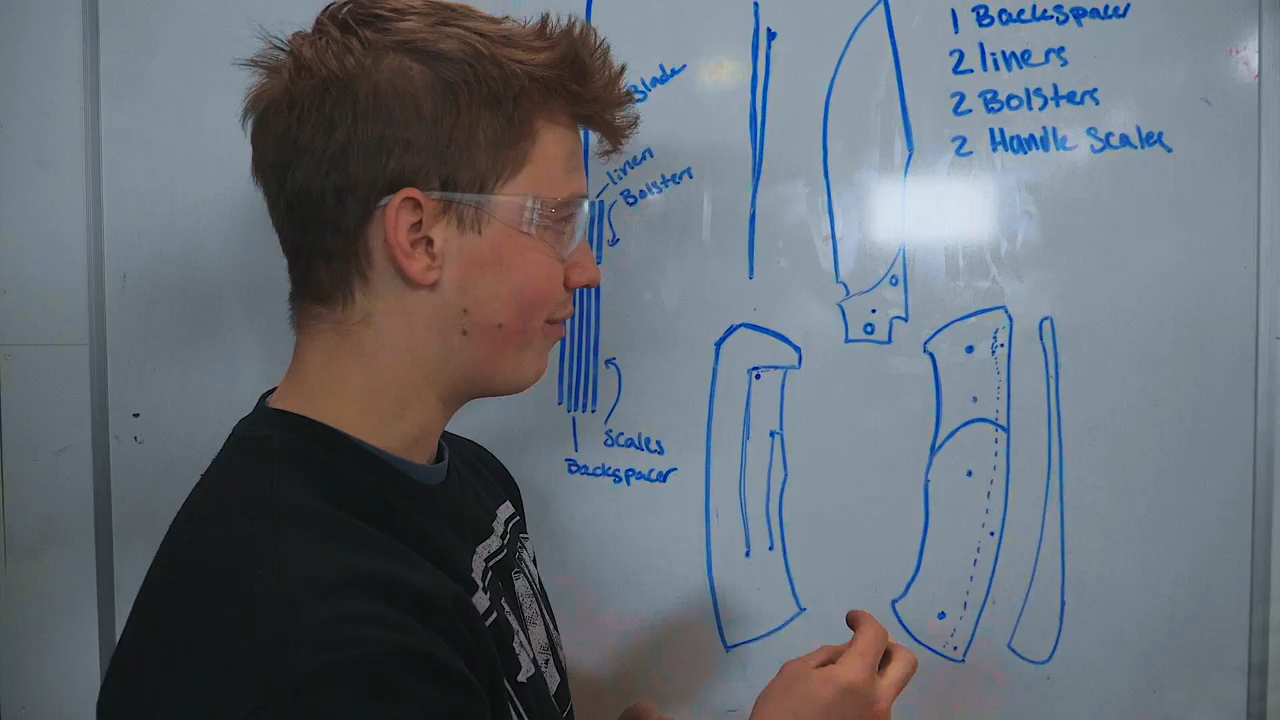 1 Backspacer
2 liners
2 Bolsters
2 Handle Scales
Blade
liners
Bolsters
Scales
Backspacer